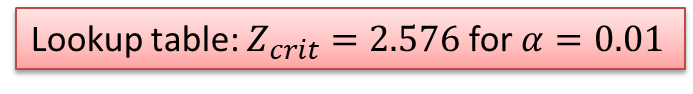 Lookup table: Z_crit = 2.576 for α = 0.01